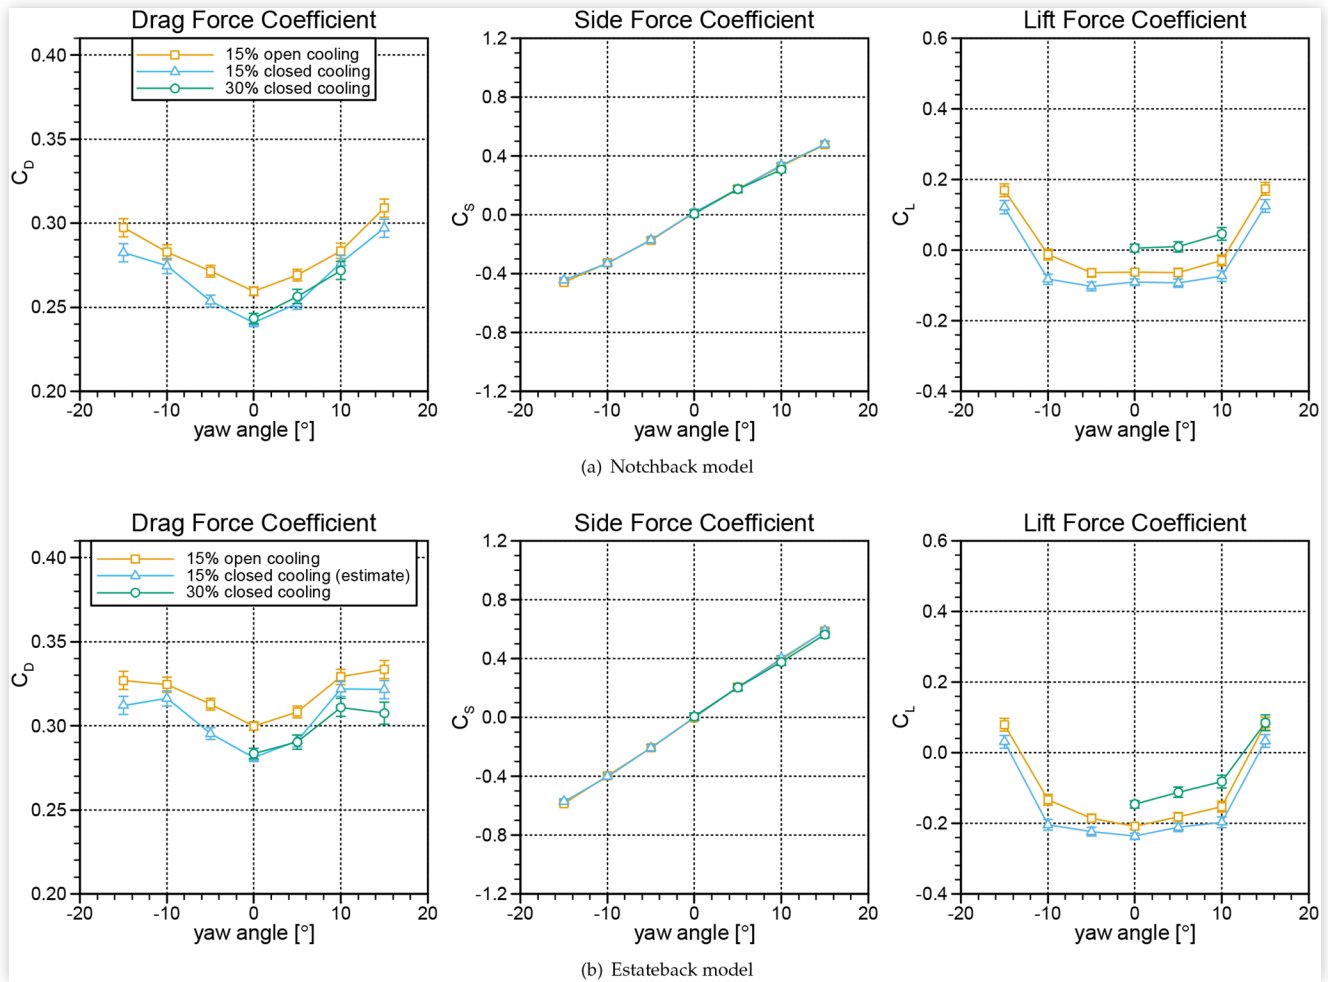 Drag Force Coefficient
Side Force Coefficient
Lift Force Coefficient
15% open cooling
15% closed cooling
30% closed cooling
0.40
0.35
0.30
0.25
0.20
C_D
-20 -10 0 10 20
yaw angle [°]
1.2
0.8
0.4
0.0
-0.4
-0.8
-1.2
C_S
-20 -10 0 10 20
yaw angle [°]
0.6
0.4
0.2
0.0
-0.2
-0.4
C_L
-20 -10 0 10 20
yaw angle [°]
(a) Notchback model
Drag Force Coefficient
Side Force Coefficient
Lift Force Coefficient
15% open cooling
15% closed cooling (estimate)
30% closed cooling
0.40
0.35
0.30
0.25
0.20
C_D
-20 -10 0 10 20
yaw angle [°]
1.2
0.8
0.4
0.0
-0.4
-0.8
-1.2
C_S
-20 -10 0 10 20
yaw angle [°]
0.6
0.4
0.2
0.0
-0.2
-0.4
C_L
-20 -10 0 10 20
yaw angle [°]
(b) Estateback model